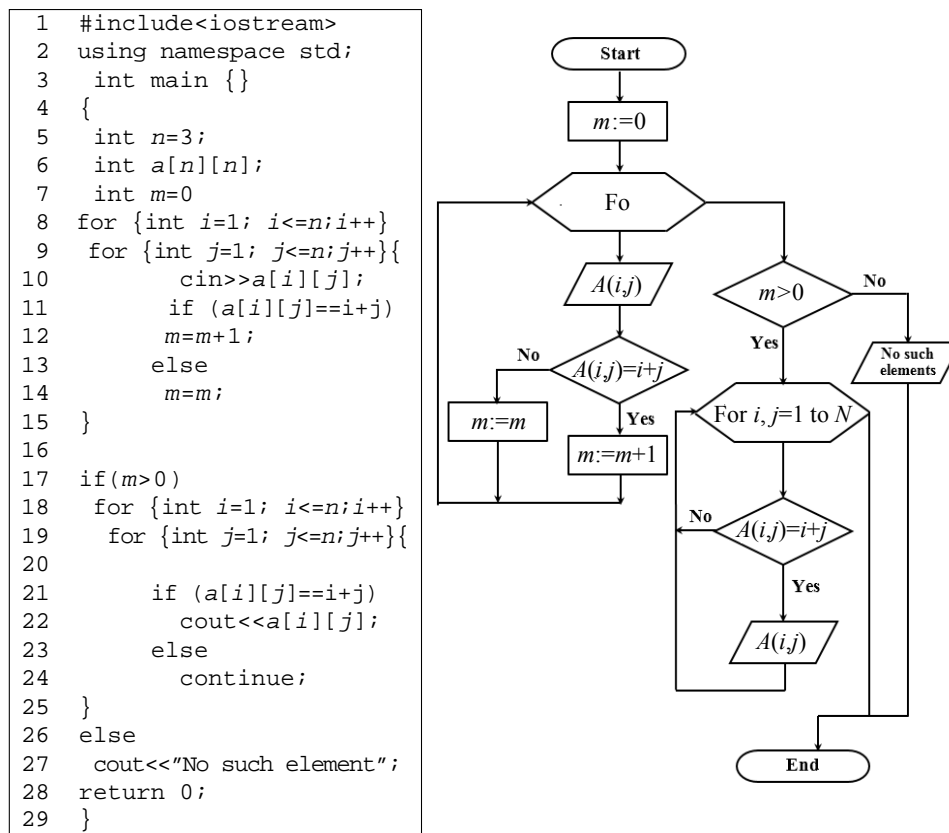 1 #include<iostream>
2 using namespace std;
3 int main {}
4 {
5 int n=3;
6 int a[n][n];
7 int m=0
8 for {int i=1; i<=n;i++}
9 for {int j=1; j<=n;j++}{
10 cin>>a[i][j];
11 if (a[i][j]==i+j)
12 m=m+1;
13 else
14 m=m;
15 }
16
17 if(m>0)
18 for {int i=1; i<=n;i++}
19 for {int j=1; j<=n;j++}{
20
21 if (a[i][j]==i+j)
22 cout<<a[i][j];
23 else
24 continue;
25 }
26 else
27 cout<<"No such element";
28 return 0;
29 }
Start
m:=0
Fo
A(i,j)
A(i,j)=i+j
No
Yes
m:=m
m:=m+1
m>0
No
Yes
No such
elements
For i, j=1 to N
A(i,j)=i+j
No
Yes
A(i,j)
End